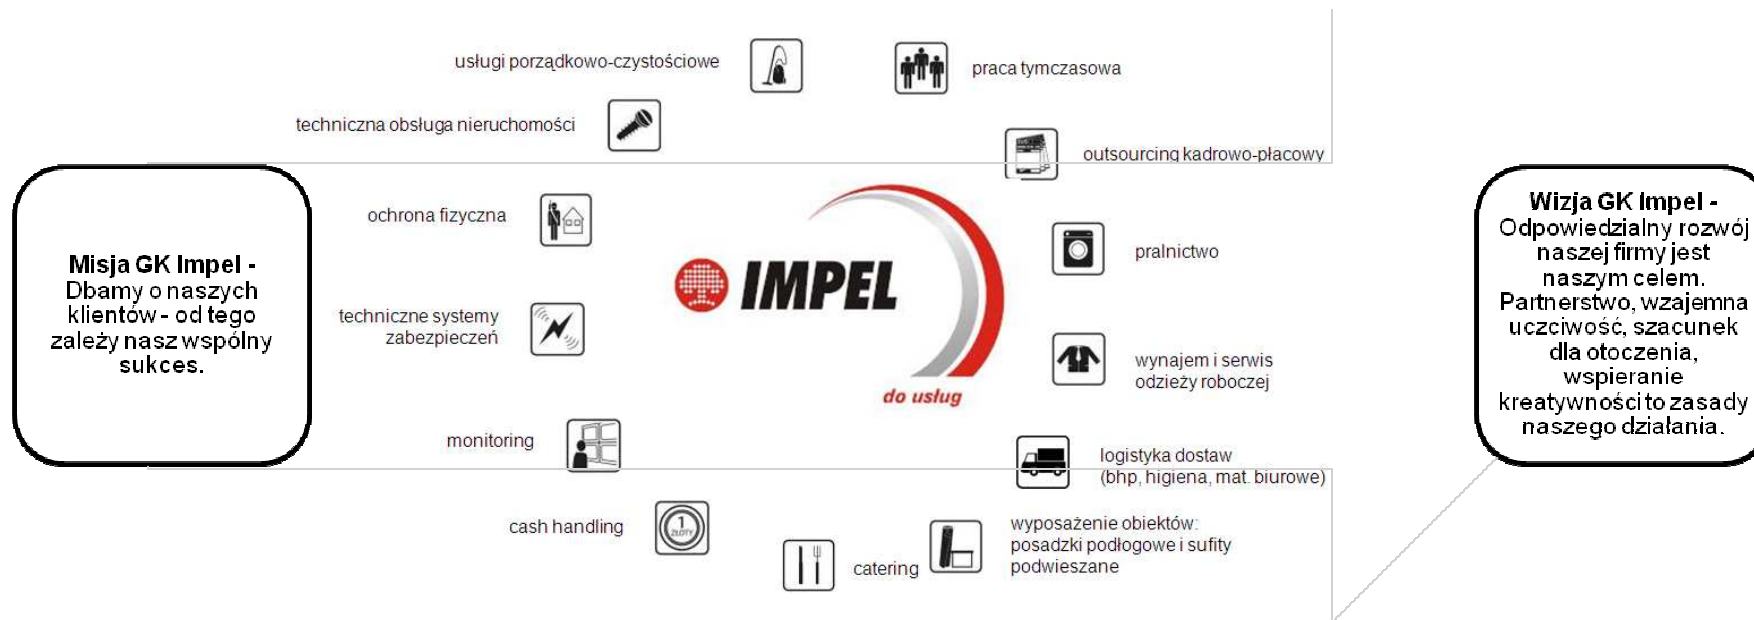 usługi porządkowo-czystościowe
praca tymczasowa
techniczna obsługa nieruchomości
outsourcing kadrowo-płacowy
Misja GK Impel -
Dbamy o naszych
klientów - od tego
zależy nasz wspólny
sukces.
ochrona fizyczna
techniczne systemy
zabezpieczeń
monitoring
cash handling
1
ZŁOTY
catering
IMPEL
do usług
pralnictwo
wynajem i serwis
odzieży roboczej
logistyka dostaw
(bhp, higiena, mat. biurowe)
wyposażenie obiektów:
posadzki podłogowe i sufity
podwieszane
Wizja GK Impel -
Odpowiedzialny rozwój
naszej firmy jest
naszym celem.
Partnerstwo, wzajemna
uczciwość, szacunek
dla otoczenia,
wspieranie
kreatywności to zasady
naszego działania.